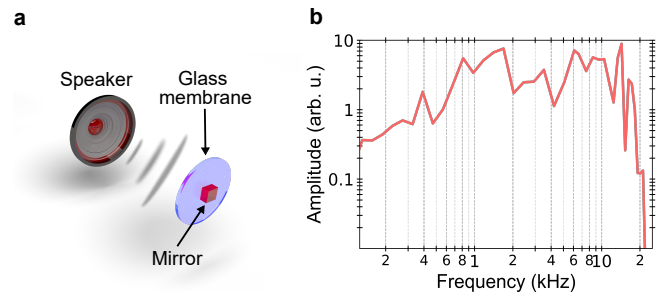 a
Speaker
Glass
membrane
Mirror
b
Amplitude (arb. u.)
10
1
0.1
2 4 6 8 1 2 4 6 8 10 2
Frequency (kHz)